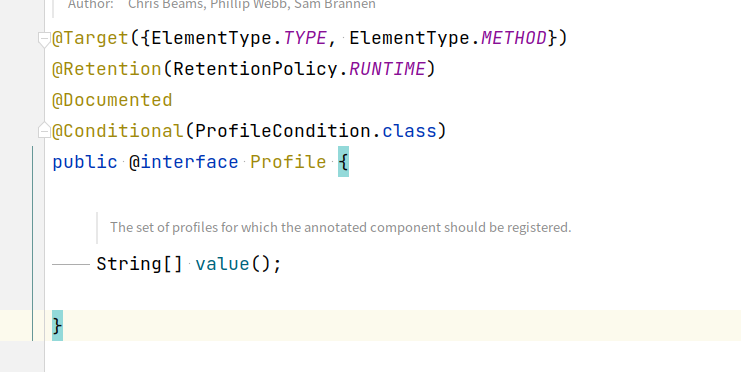 Author: Chris Beams, Phillip Webb, Sam Brannen
@Target({ElementType.TYPE, ElementType.METHOD})
@Retention(RetentionPolicy.RUNTIME)
@Documented
@Conditional(ProfileCondition.class)
public @interface Profile {
The set of profiles for which the annotated component should be registered.
String[] value();
}